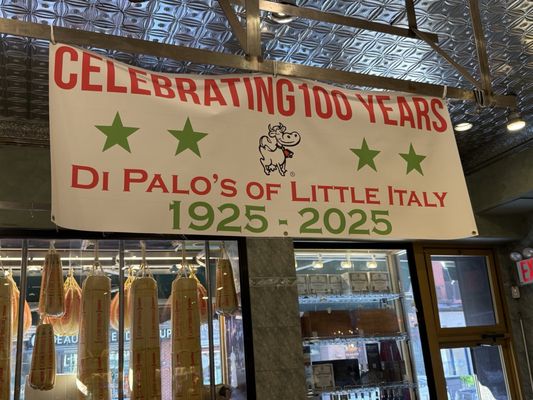 CELEBRATING 100 YEARS
®
DI PALO'S OF LITTLE ITALY
1925 - 2025